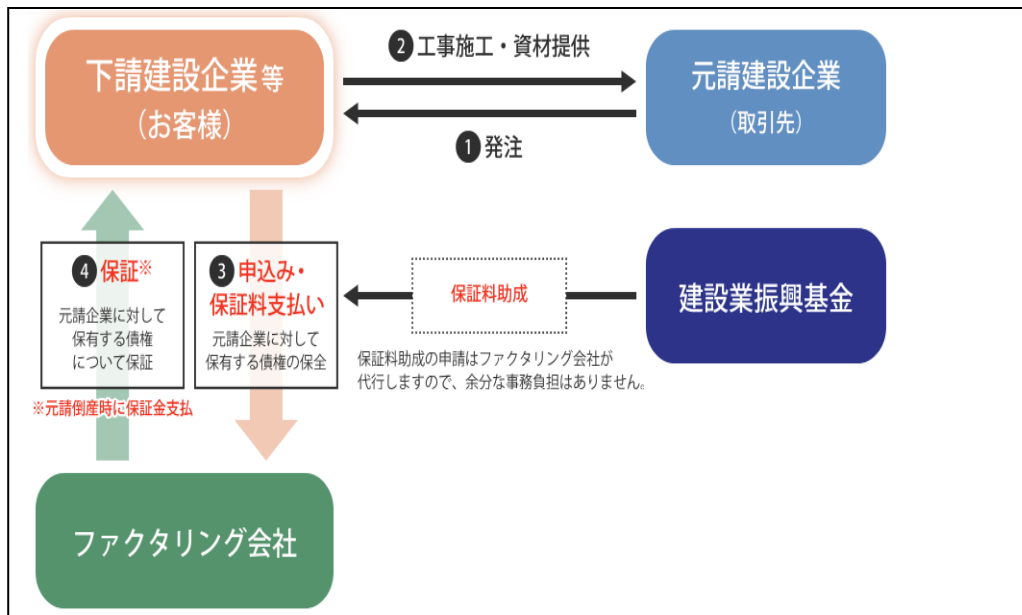 下請建設企業等
（お客様）
❷工事施工・資材提供
元請建設企業
（取引先）
❶発注
❹保証※
元請企業に対して
保有する債権
について保証
※元請倒産時に保証金支払
❸申込み・
保証料支払い
元請企業に対して
保有する債権の保全
保証料助成
建設業振興基金
保証料助成の申請はファクタリング会社が
代行しますので、余分な事務負担はありません。
ファクタリング会社